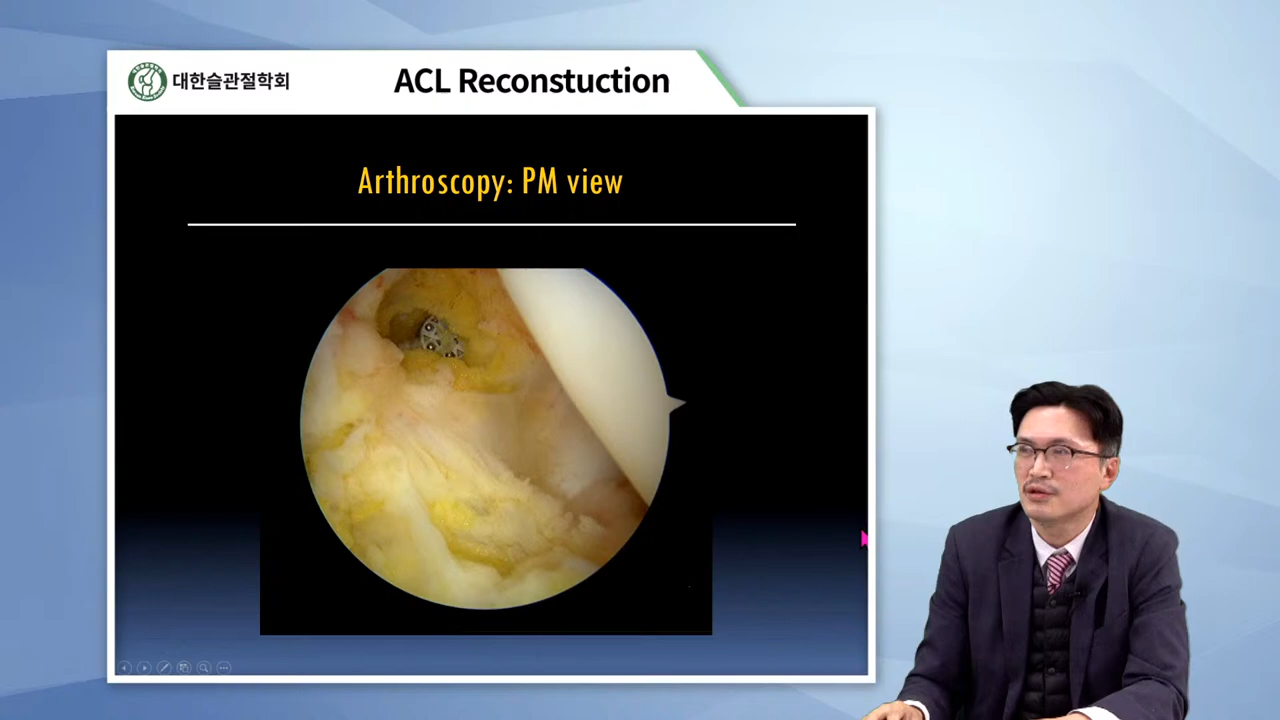 대한슬관절학회
ACL Reconstuction
Arthroscopy: PM view